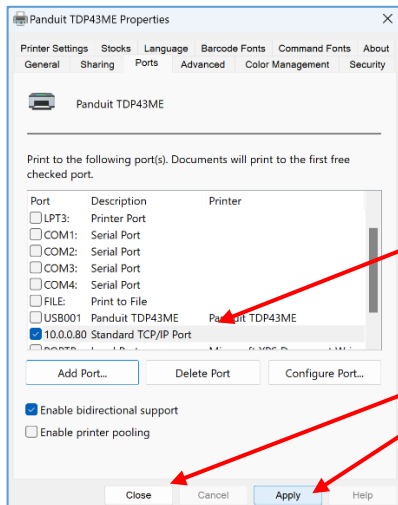 Panduit TDP43ME Properties
Printer Settings Stocks Language Barcode Fonts Command Fonts About
General Sharing Ports Advanced Color Management Security
Panduit TDP43ME
Print to the following port(s). Documents will print to the first free
checked port.
Port Description Printer
LPT3: Printer Port
COM1: Serial Port
COM2: Serial Port
COM3: Serial Port
COM4: Serial Port
FILE: Print to File
USB001 Panduit TDP43ME Panduit TDP43ME
10.0.0.80 Standard TCP/IP Port
Add Port... Delete Port Configure Port...
Enable bidirectional support
Enable printer pooling
Close Cancel Apply Help